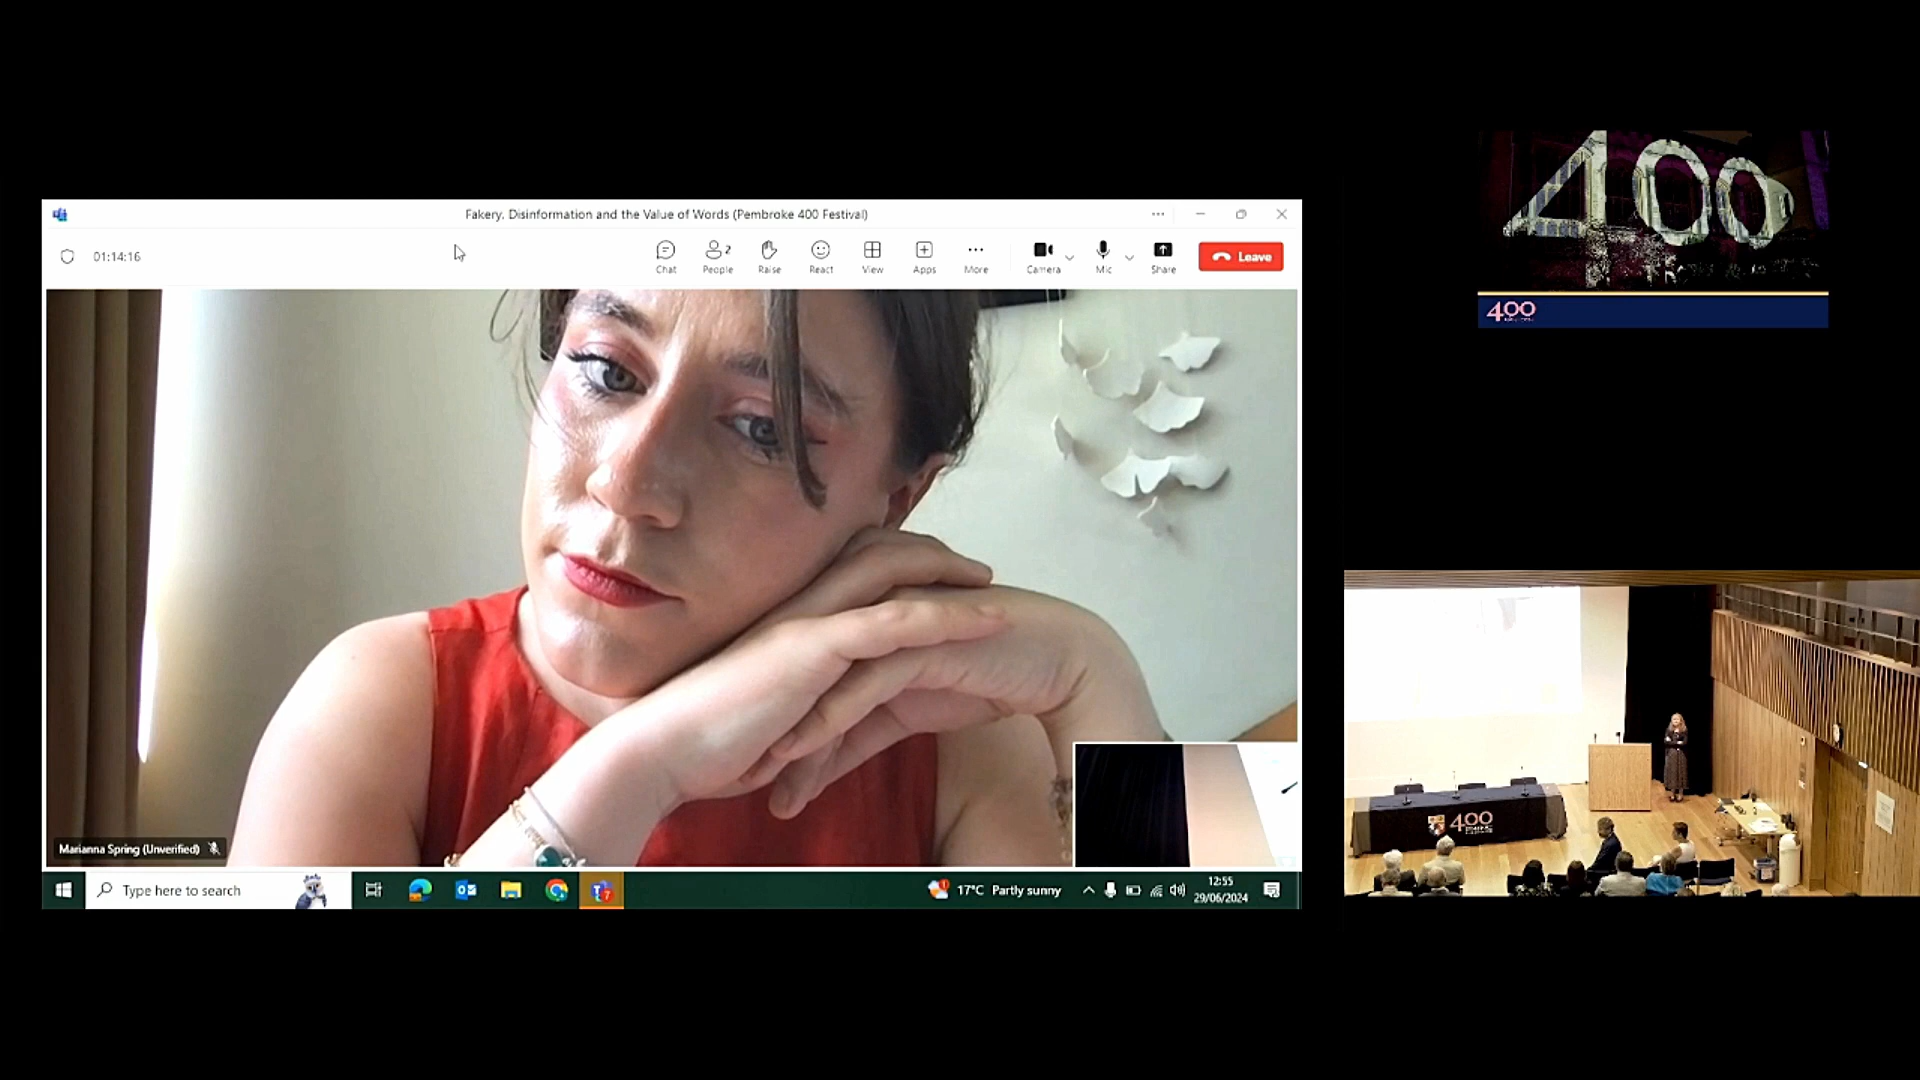 Fakery, Disinformation and the Value of Words (Pembroke 400 Festival)
01:14:16
Chat
People
2
Raise
React
View
Apps
More
Camera
Mic
Share
Leave
Marianna Spring (Unverified)
Type here to search
17°C Partly sunny
12:55
29/06/2024
400
400
400